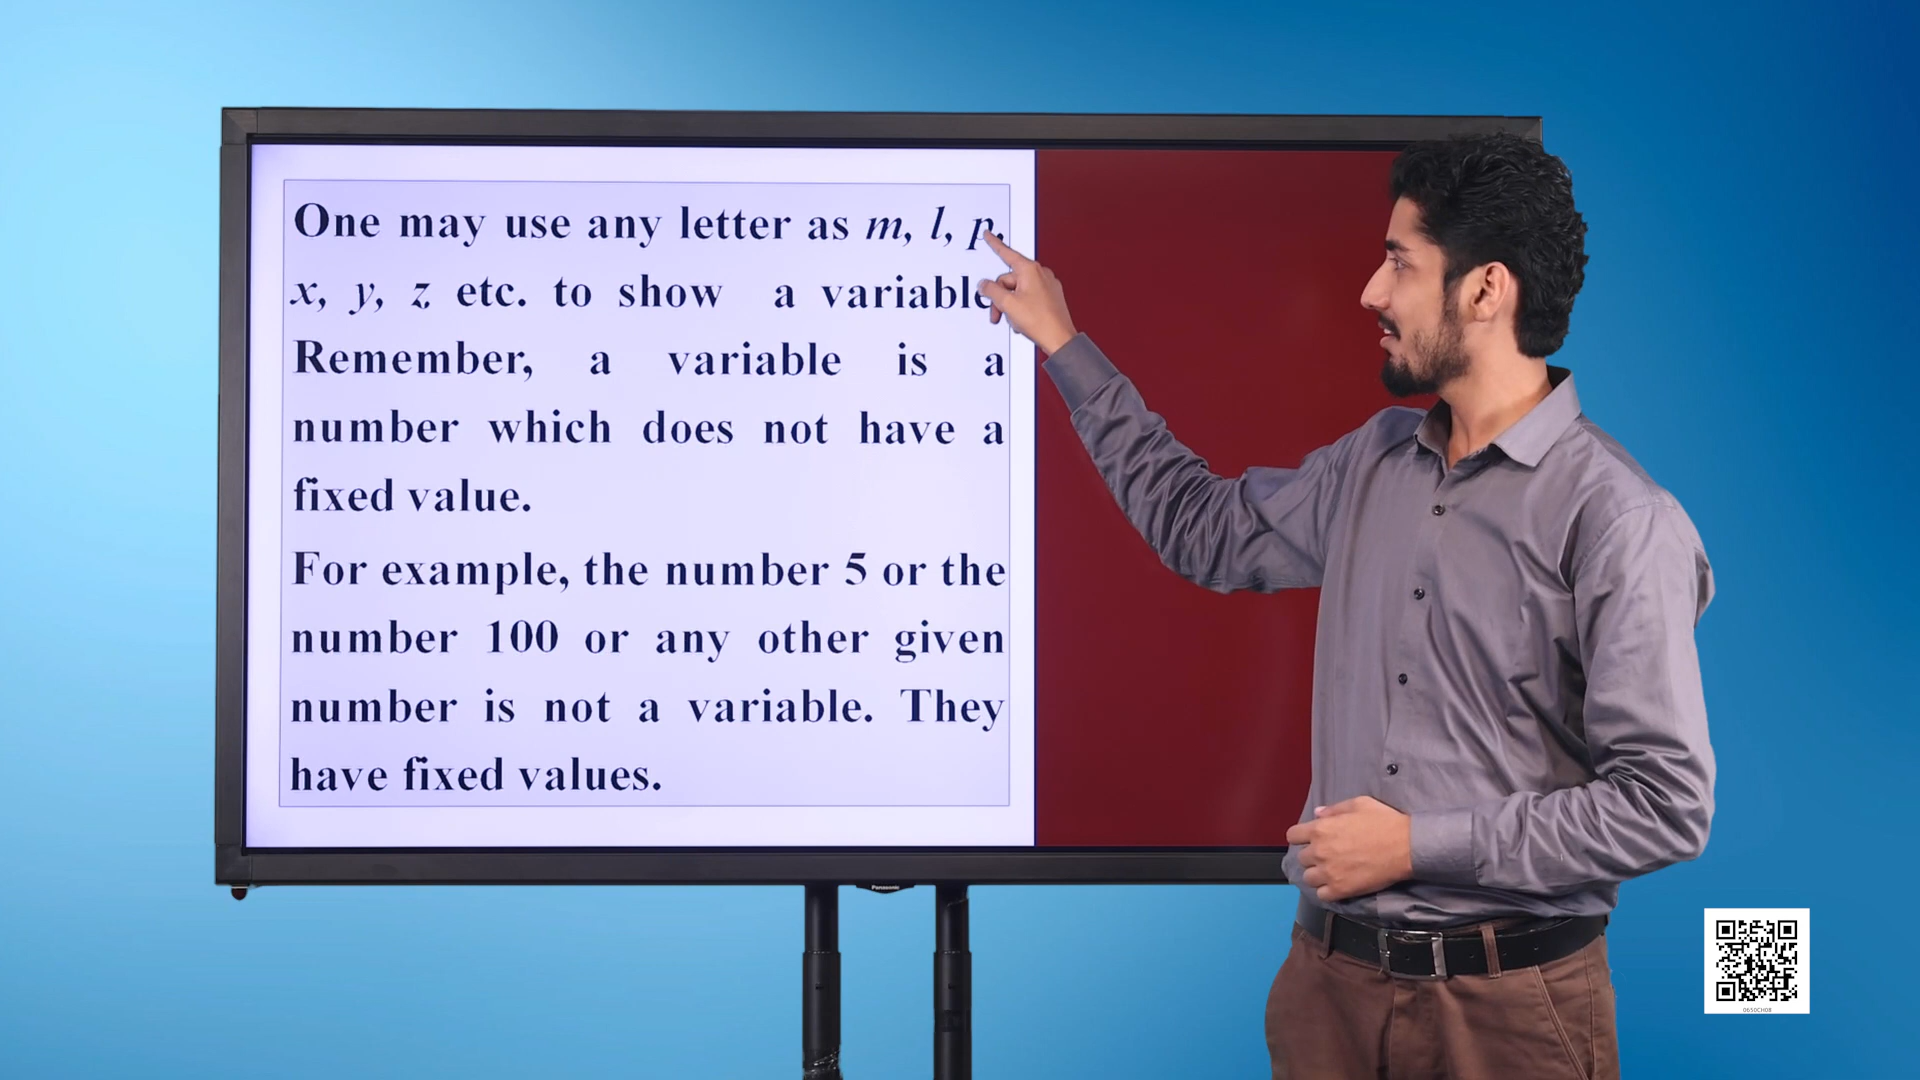 One may use any letter as m, l, p,
x, y, z etc. to show a variable
Remember, a variable is a
number which does not have a
fixed value.
For example, the number 5 or the
number 100 or any other given
number is not a variable. They
have fixed values.
Panasonic
0650CH08